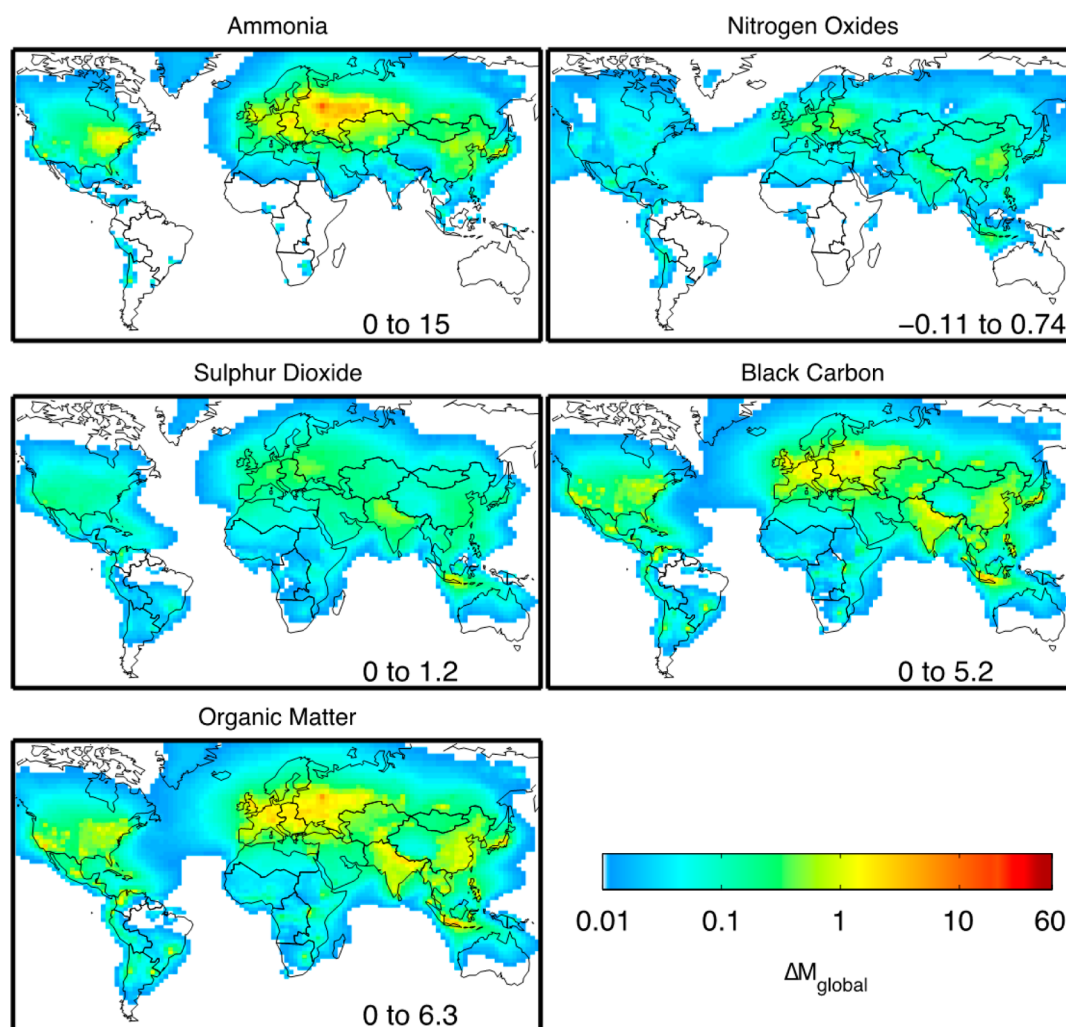 Ammonia
Nitrogen Oxides
0 to 15
−0.11 to 0.74
Sulphur Dioxide
Black Carbon
0 to 1.2
0 to 5.2
Organic Matter
0 to 6.3
0.01 0.1 1 10 60
ΔMglobal